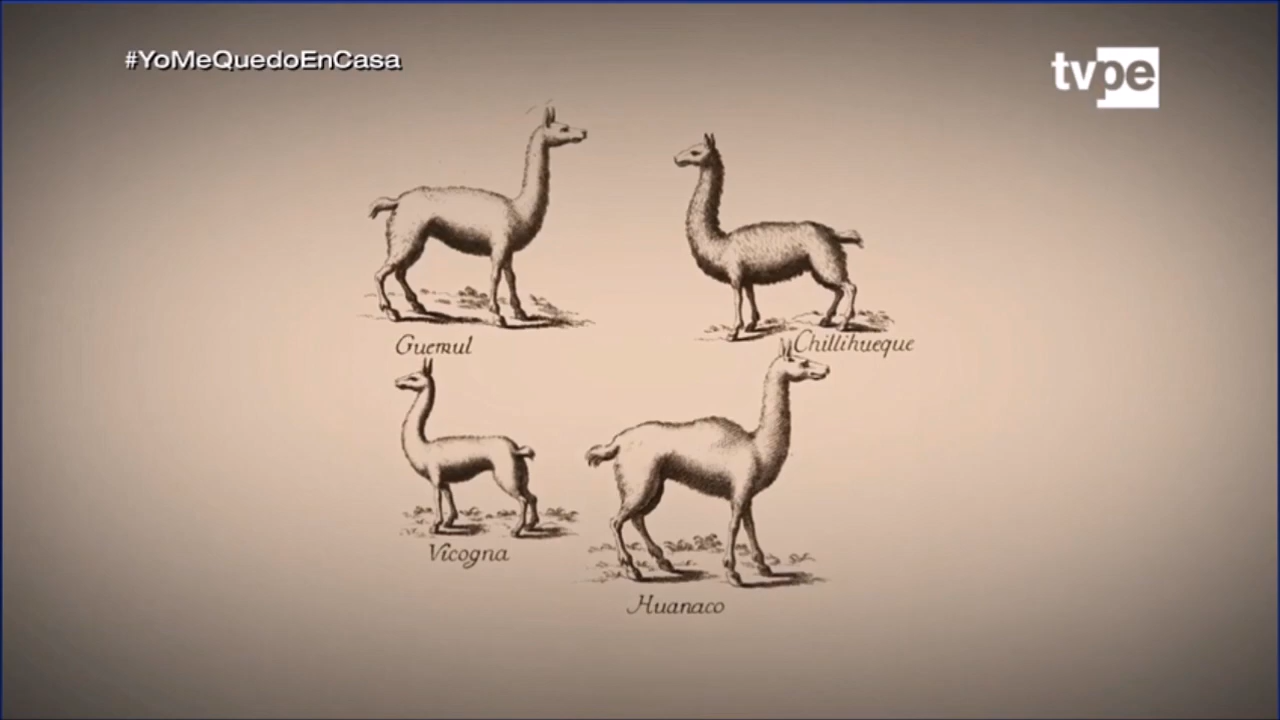 #YoMeQuedoEnCasa
tvpe
Guemul
Chillihueque
Vicogna
Huanaco